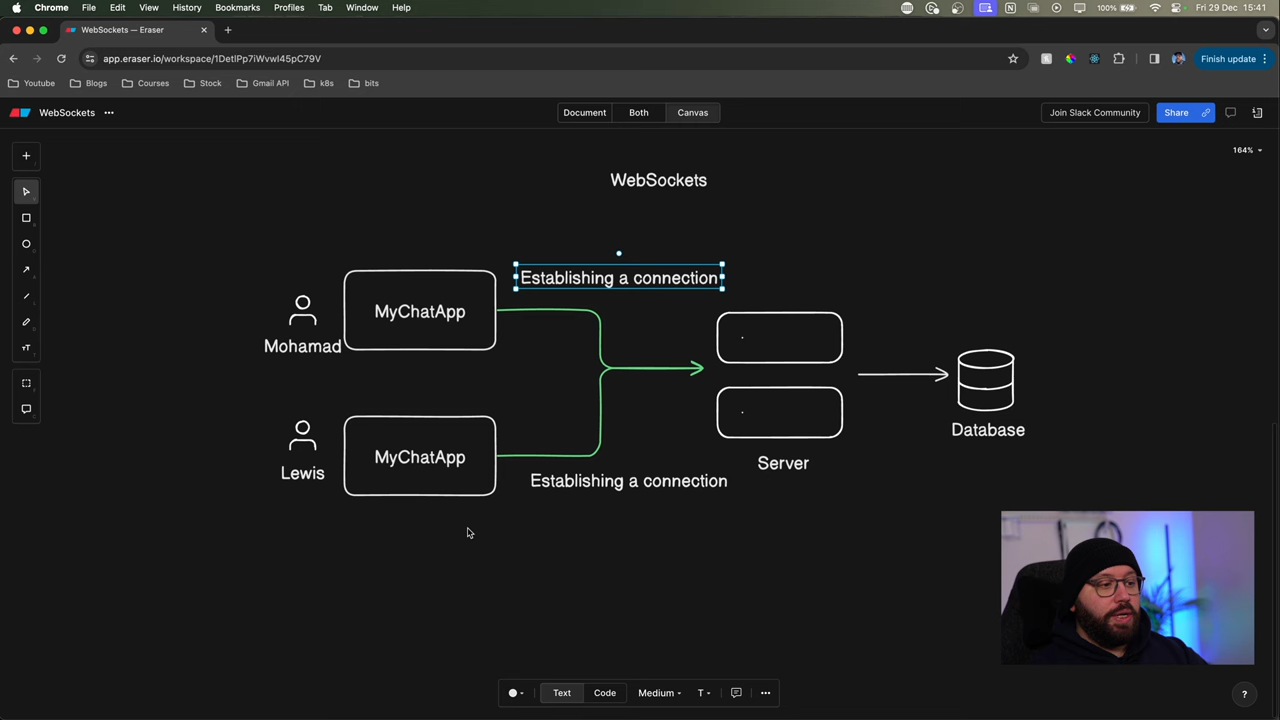 Chrome File Edit View History Bookmarks Profiles Tab Window Help 100% Fri 29 Dec 15:41
WebSockets — Eraser
app.eraser.io/workspace/1DetlPp7iWvwI45pC79V Finish update
Youtube Blogs Courses Stock Gmail API k8s bits
WebSockets Document Both Canvas Join Slack Community Share
164%
WebSockets
Establishing a connection
MyChatApp
Mohamad
MyChatApp
Lewis
Establishing a connection
Server
Database
Text Code Medium T
?